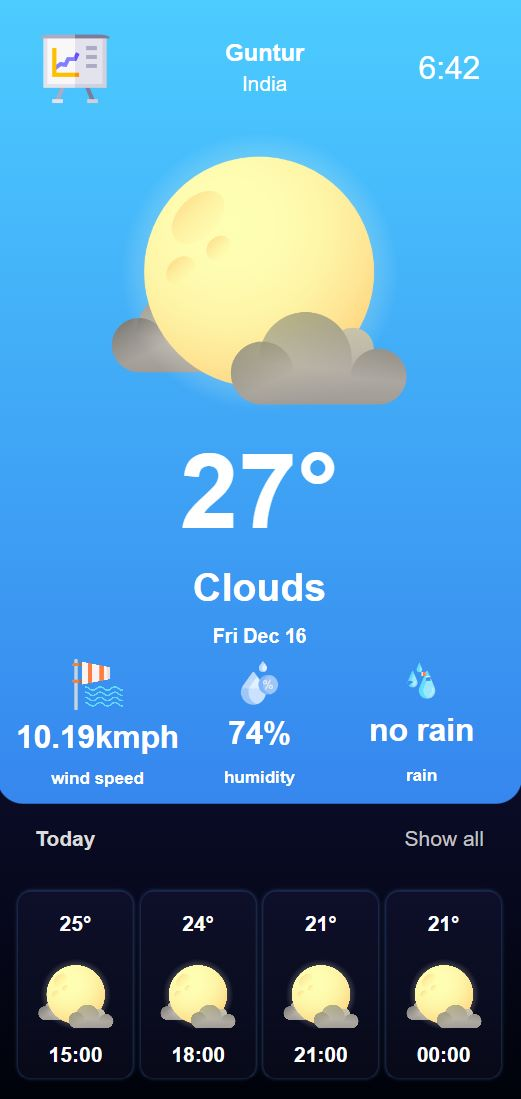 Guntur
India
6:42
27°
Clouds
Fri Dec 16
%
10.19kmph
74%
no rain
wind speed
humidity
rain
Today
Show all
25°
24°
21°
21°
15:00
18:00
21:00
00:00